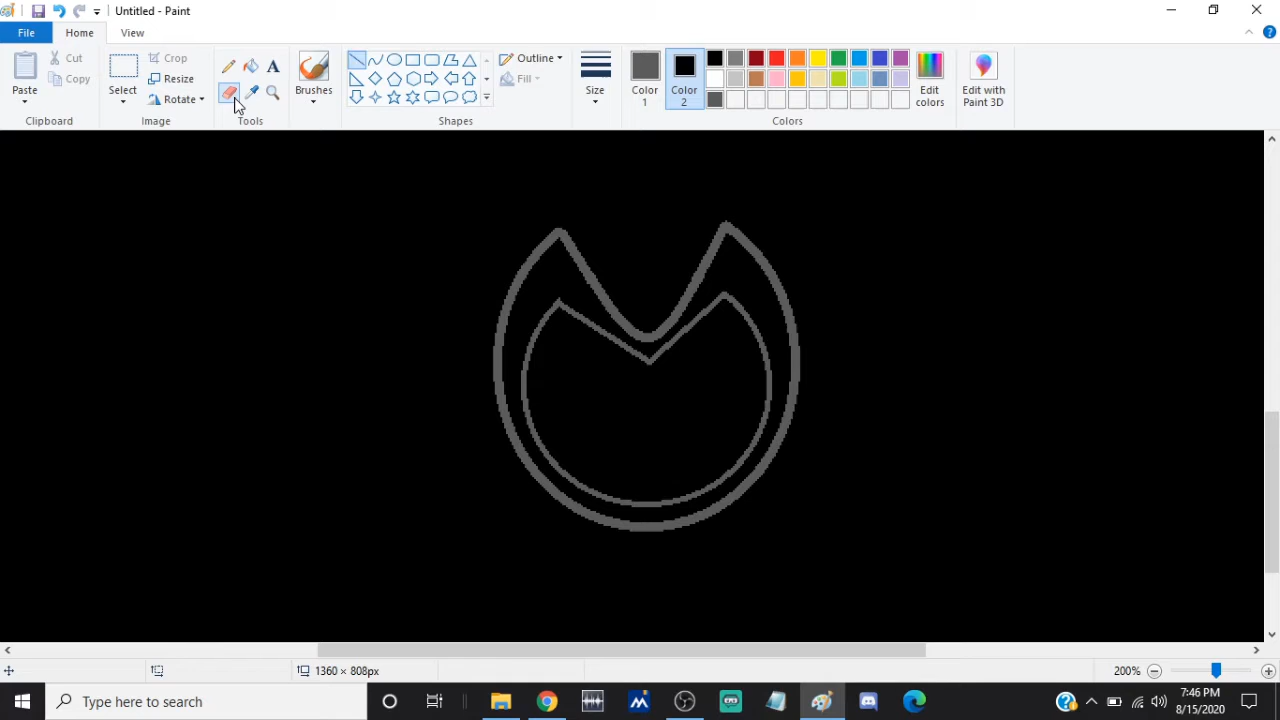 Untitled - Paint
File Home View
Paste
Cut
Copy
Clipboard
Select
Crop
Resize
Rotate
Image
A
Tools
Brushes
Shapes
Outline
Fill
Size
Color 1
Color 2
Colors
Edit colors
Edit with Paint 3D
1360 × 808px
200%
Type here to search
7:46 PM
8/15/2020